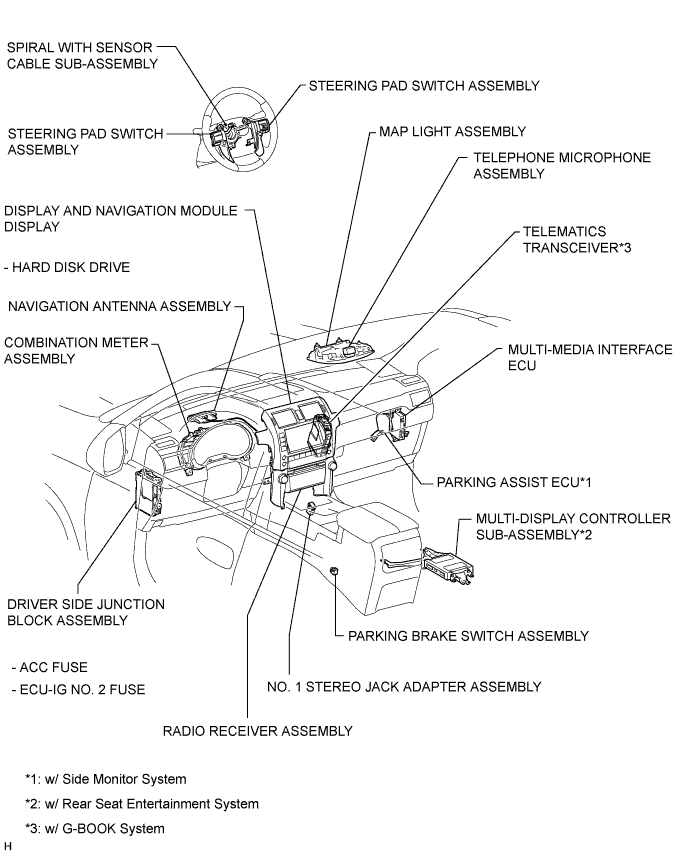 SPIRAL WITH SENSOR
CABLE SUB-ASSEMBLY
STEERING PAD SWITCH ASSEMBLY
STEERING PAD SWITCH
ASSEMBLY
MAP LIGHT ASSEMBLY
TELEPHONE MICROPHONE
ASSEMBLY
DISPLAY AND NAVIGATION MODULE
DISPLAY
- HARD DISK DRIVE
TELEMATICS
TRANSCEIVER*3
NAVIGATION ANTENNA ASSEMBLY
COMBINATION METER
ASSEMBLY
MULTI-MEDIA INTERFACE
ECU
PARKING ASSIST ECU*1
MULTI-DISPLAY CONTROLLER
SUB-ASSEMBLY*2
DRIVER SIDE JUNCTION
BLOCK ASSEMBLY
- ACC FUSE
- ECU-IG NO. 2 FUSE
PARKING BRAKE SWITCH ASSEMBLY
NO. 1 STEREO JACK ADAPTER ASSEMBLY
RADIO RECEIVER ASSEMBLY
*1: w/ Side Monitor System
*2: w/ Rear Seat Entertainment System
*3: w/ G-BOOK System
H